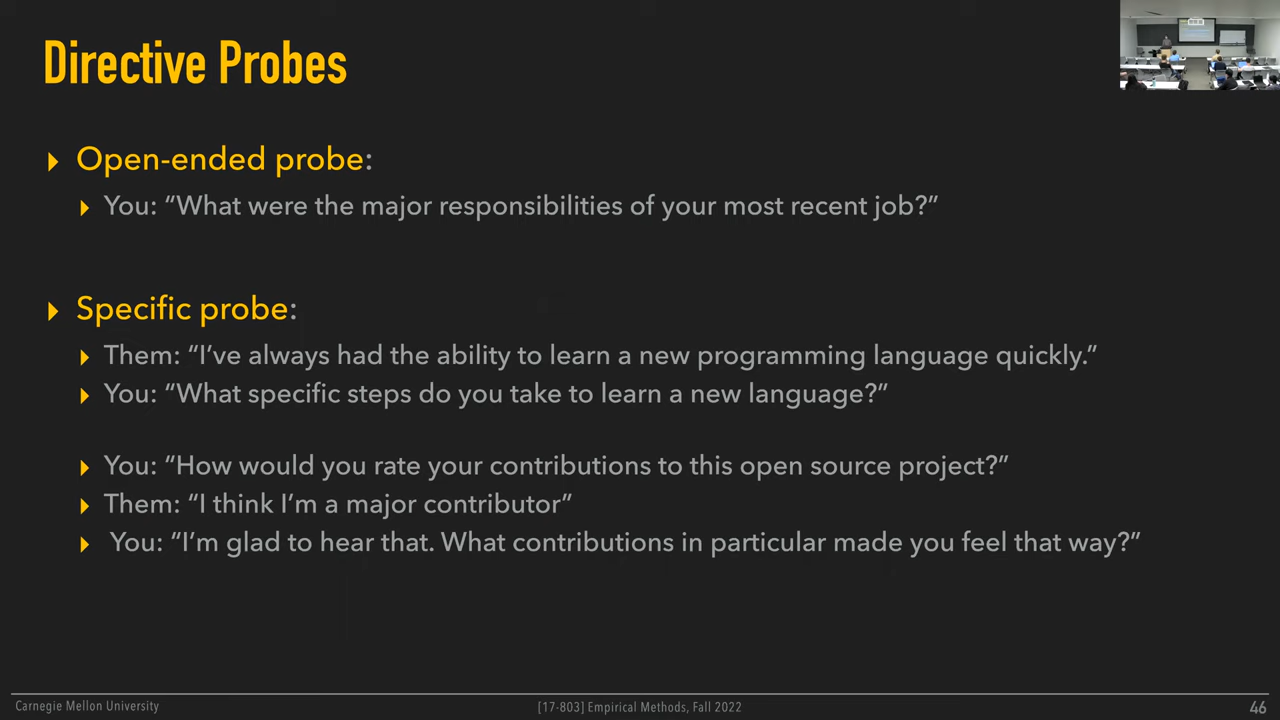 Directive Probes
Open-ended probe:
You: “What were the major responsibilities of your most recent job?”
Specific probe:
Them: “I’ve always had the ability to learn a new programming language quickly.”
You: “What specific steps do you take to learn a new language?”
You: “How would you rate your contributions to this open source project?”
Them: “I think I’m a major contributor”
You: “I’m glad to hear that. What contributions in particular made you feel that way?”
Carnegie Mellon University
[17-803] Empirical Methods, Fall 2022
46